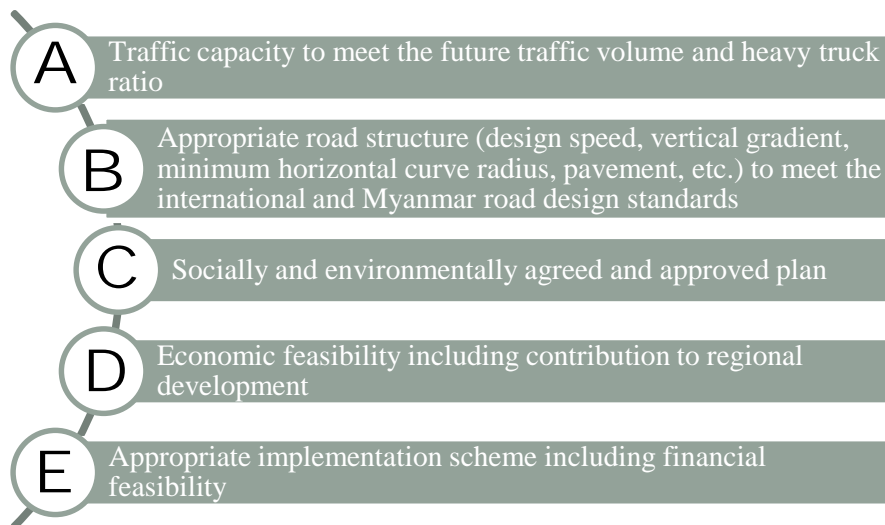 A
Traffic capacity to meet the future traffic volume and heavy truck
ratio
B
Appropriate road structure (design speed, vertical gradient,
minimum horizontal curve radius, pavement, etc.) to meet the
international and Myanmar road design standards
C
Socially and environmentally agreed and approved plan
D
Economic feasibility including contribution to regional
development
E
Appropriate implementation scheme including financial
feasibility